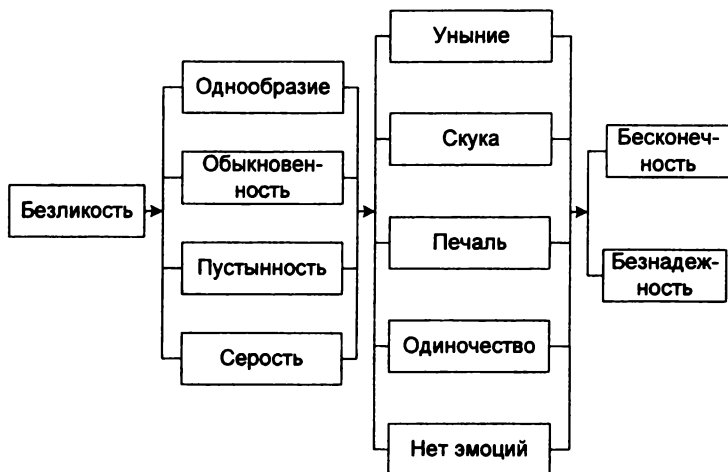 Безликость
Однообразие
Обыкновен-
ность
Пустынность
Серость
Уныние
Скука
Печаль
Одиночество
Нет эмоций
Бесконеч-
ность
Безнадеж-
ность